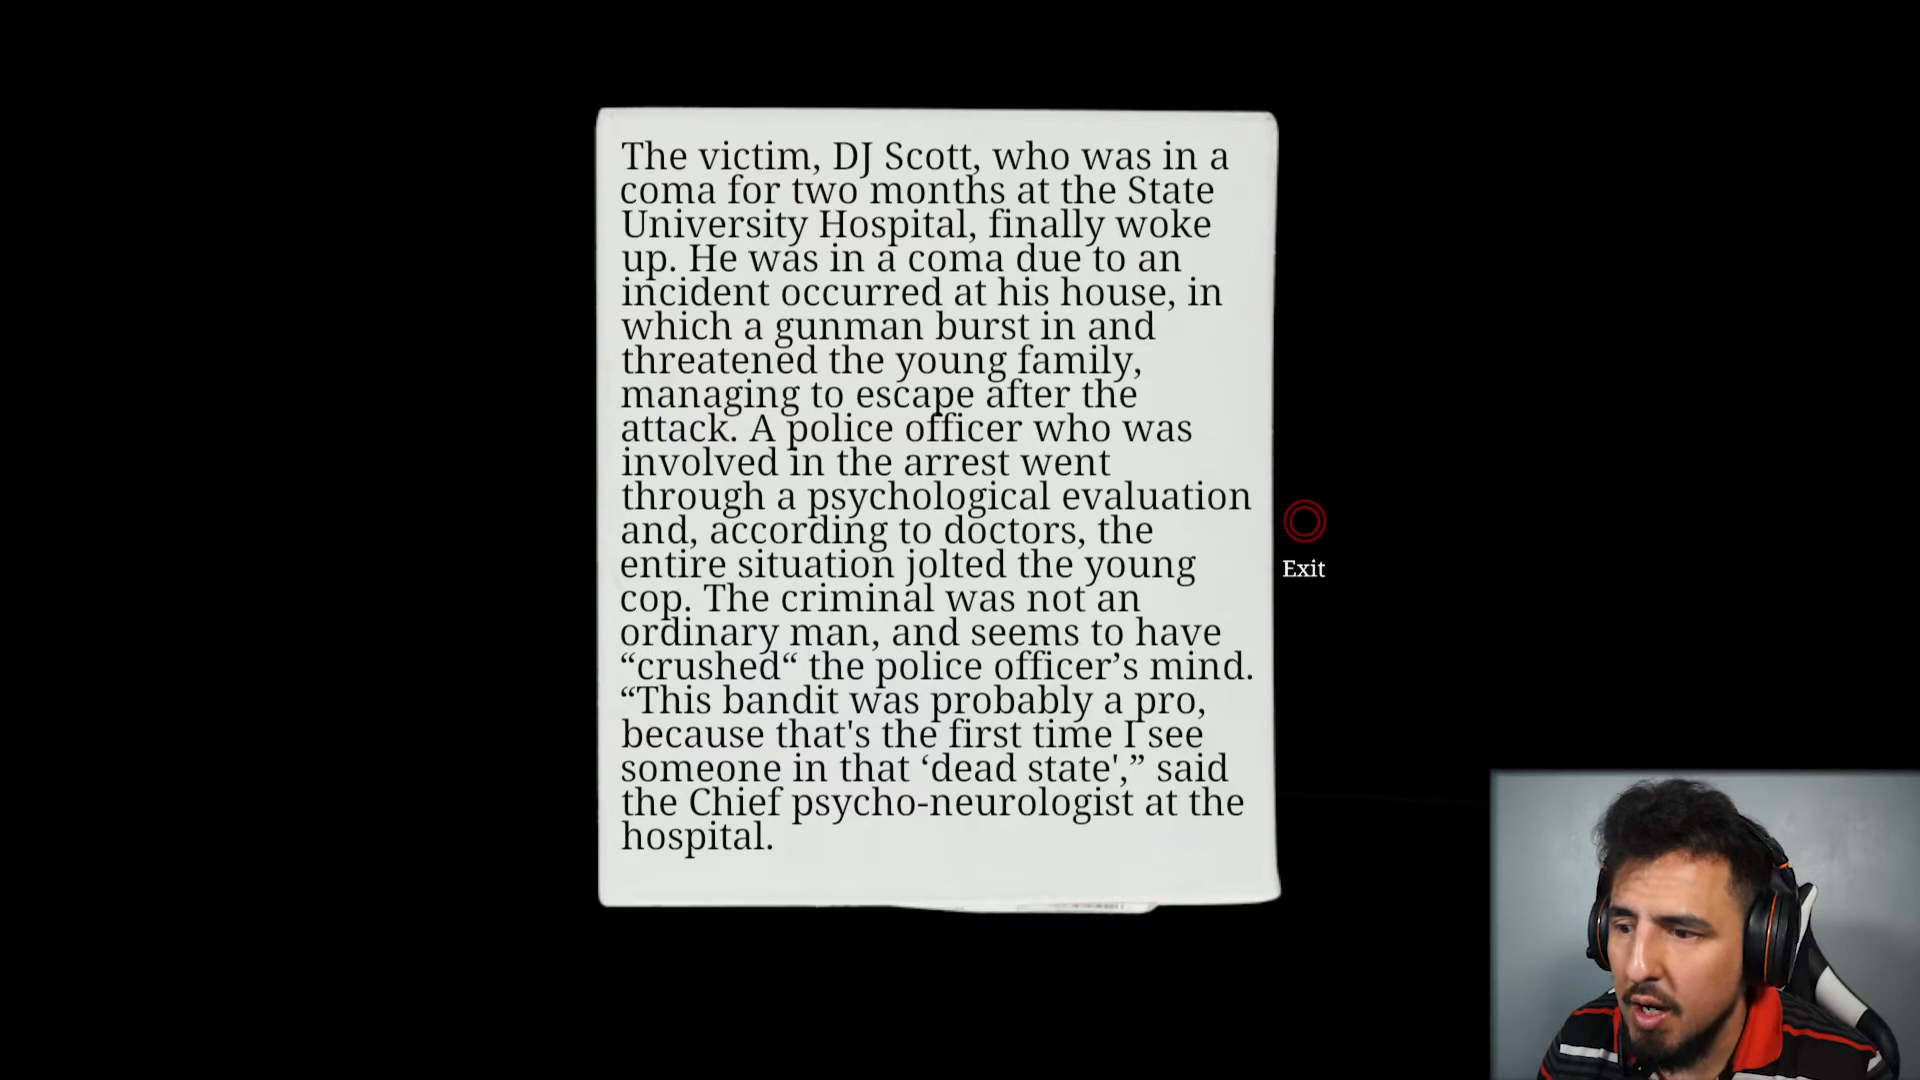 The victim, DJ Scott, who was in a
coma for two months at the State
University Hospital, finally woke
up. He was in a coma due to an
incident occurred at his house, in
which a gunman burst in and
threatened the young family,
managing to escape after the
attack. A police officer who was
involved in the arrest went
through a psychological evaluation
and, according to doctors, the
entire situation jolted the young
cop. The criminal was not an
ordinary man, and seems to have
“crushed“ the police officer’s mind.
“This bandit was probably a pro,
because that's the first time I see
someone in that ‘dead state',” said
the Chief psycho-neurologist at the
hospital.
Exit